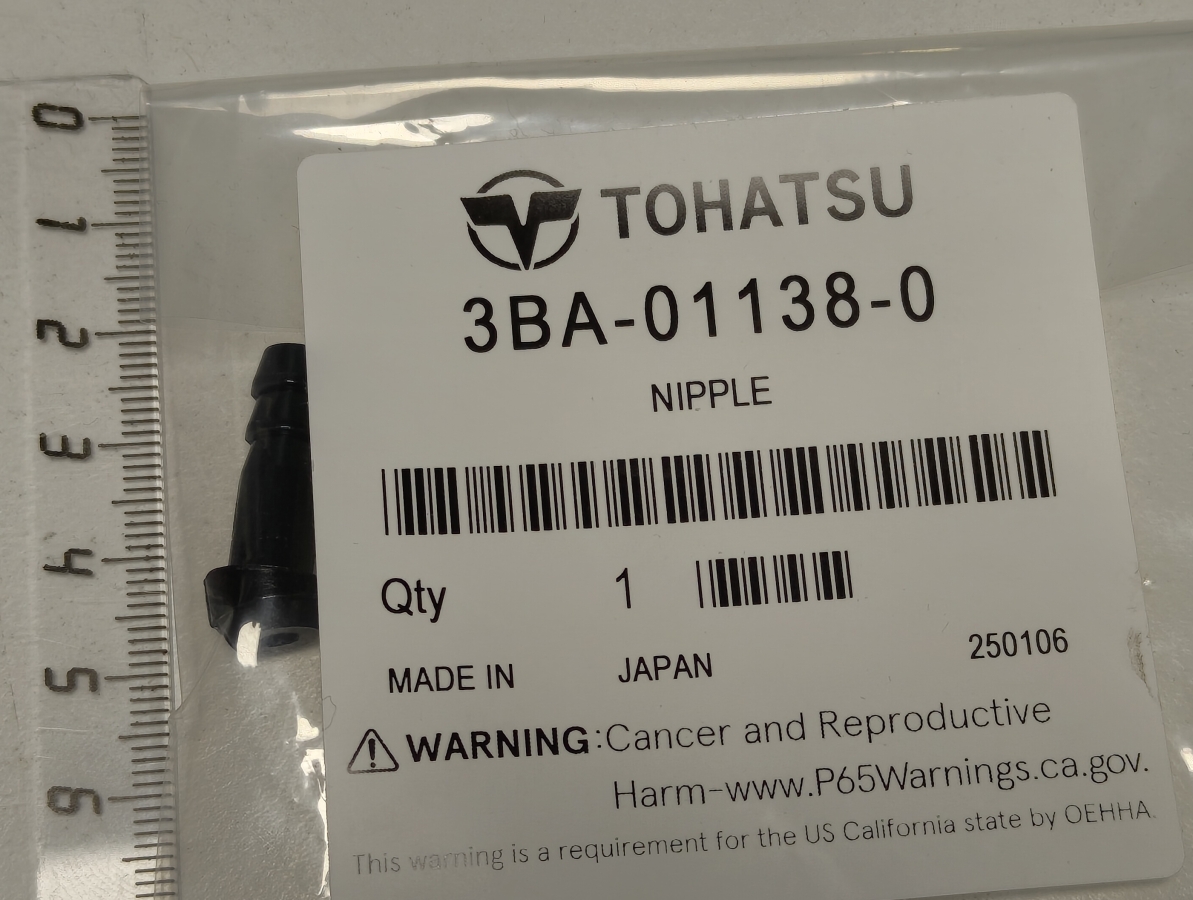 0
1
2
3
4
5
6
TOHATSU
3BA-01138-0
NIPPLE
Qty 1
MADE IN JAPAN 250106
WARNING:Cancer and Reproductive
Harm-www.P65Warnings.ca.gov.
This warning is a requirement for the US California state by OEHHA.